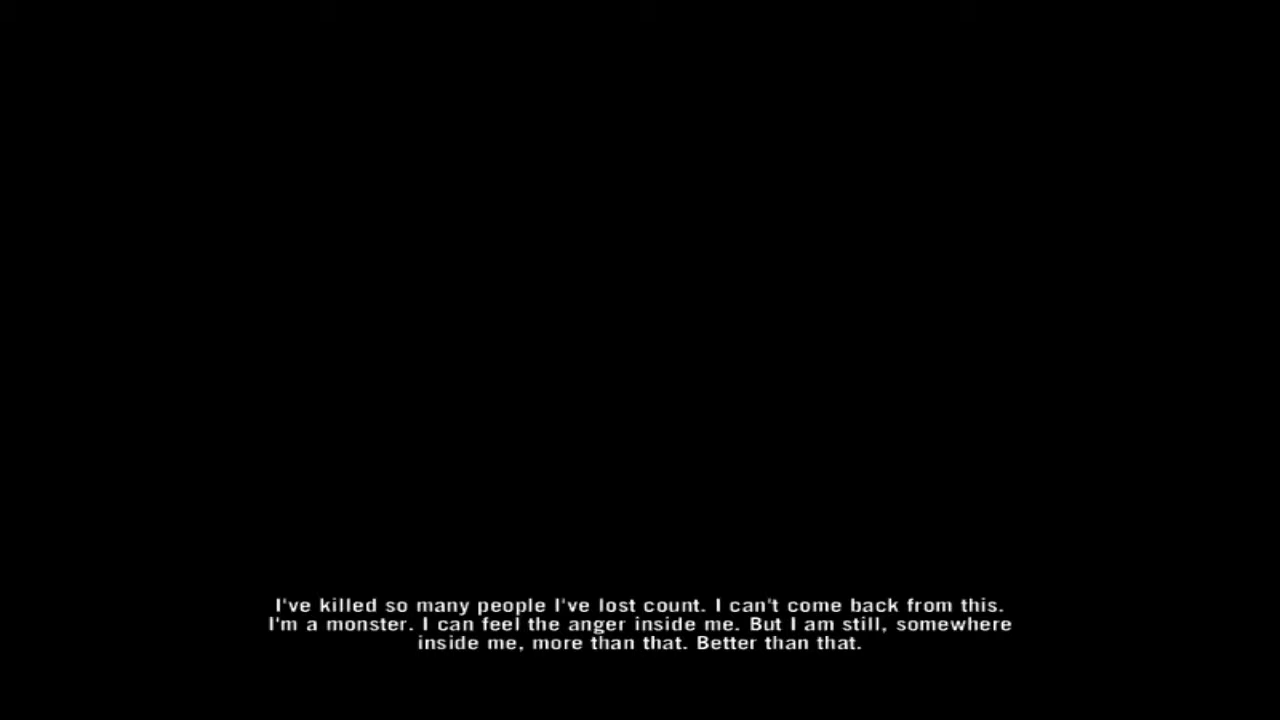 I've killed so many people I've lost count. I can't come back from this.
I'm a monster. I can feel the anger inside me. But I am still, somewhere
inside me, more than that. Better than that.